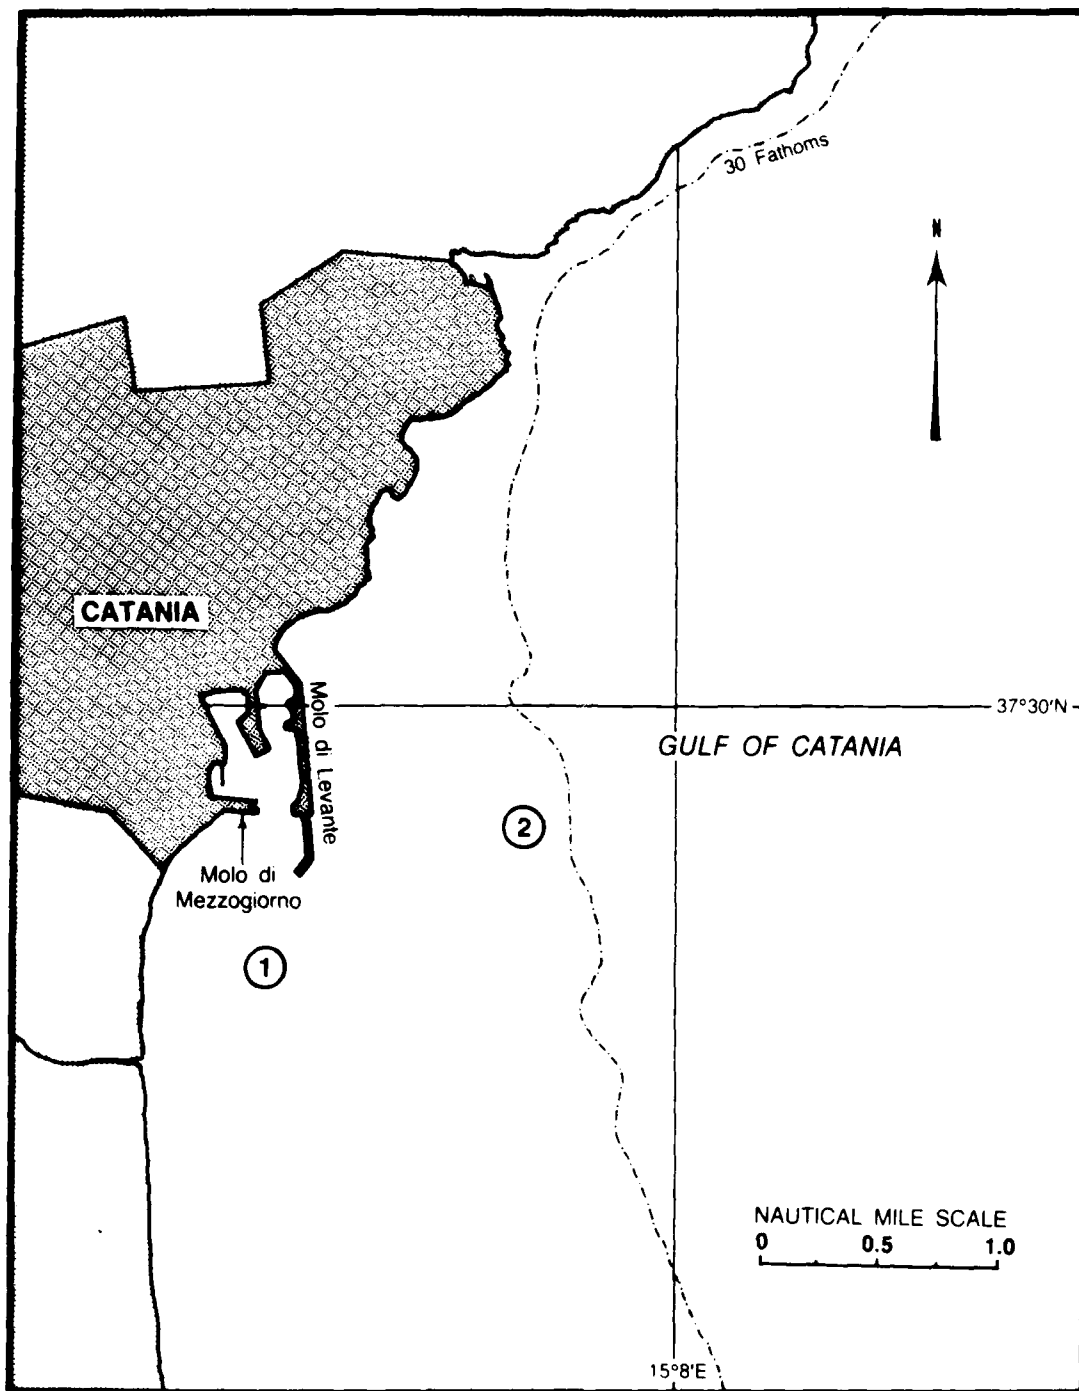 30 Fathoms
N
CATANIA
Molo di Levante
37°30'N
GULF OF CATANIA
2
Molo di
Mezzogiorno
1
NAUTICAL MILE SCALE
0 0.5 1.0
15°8'E